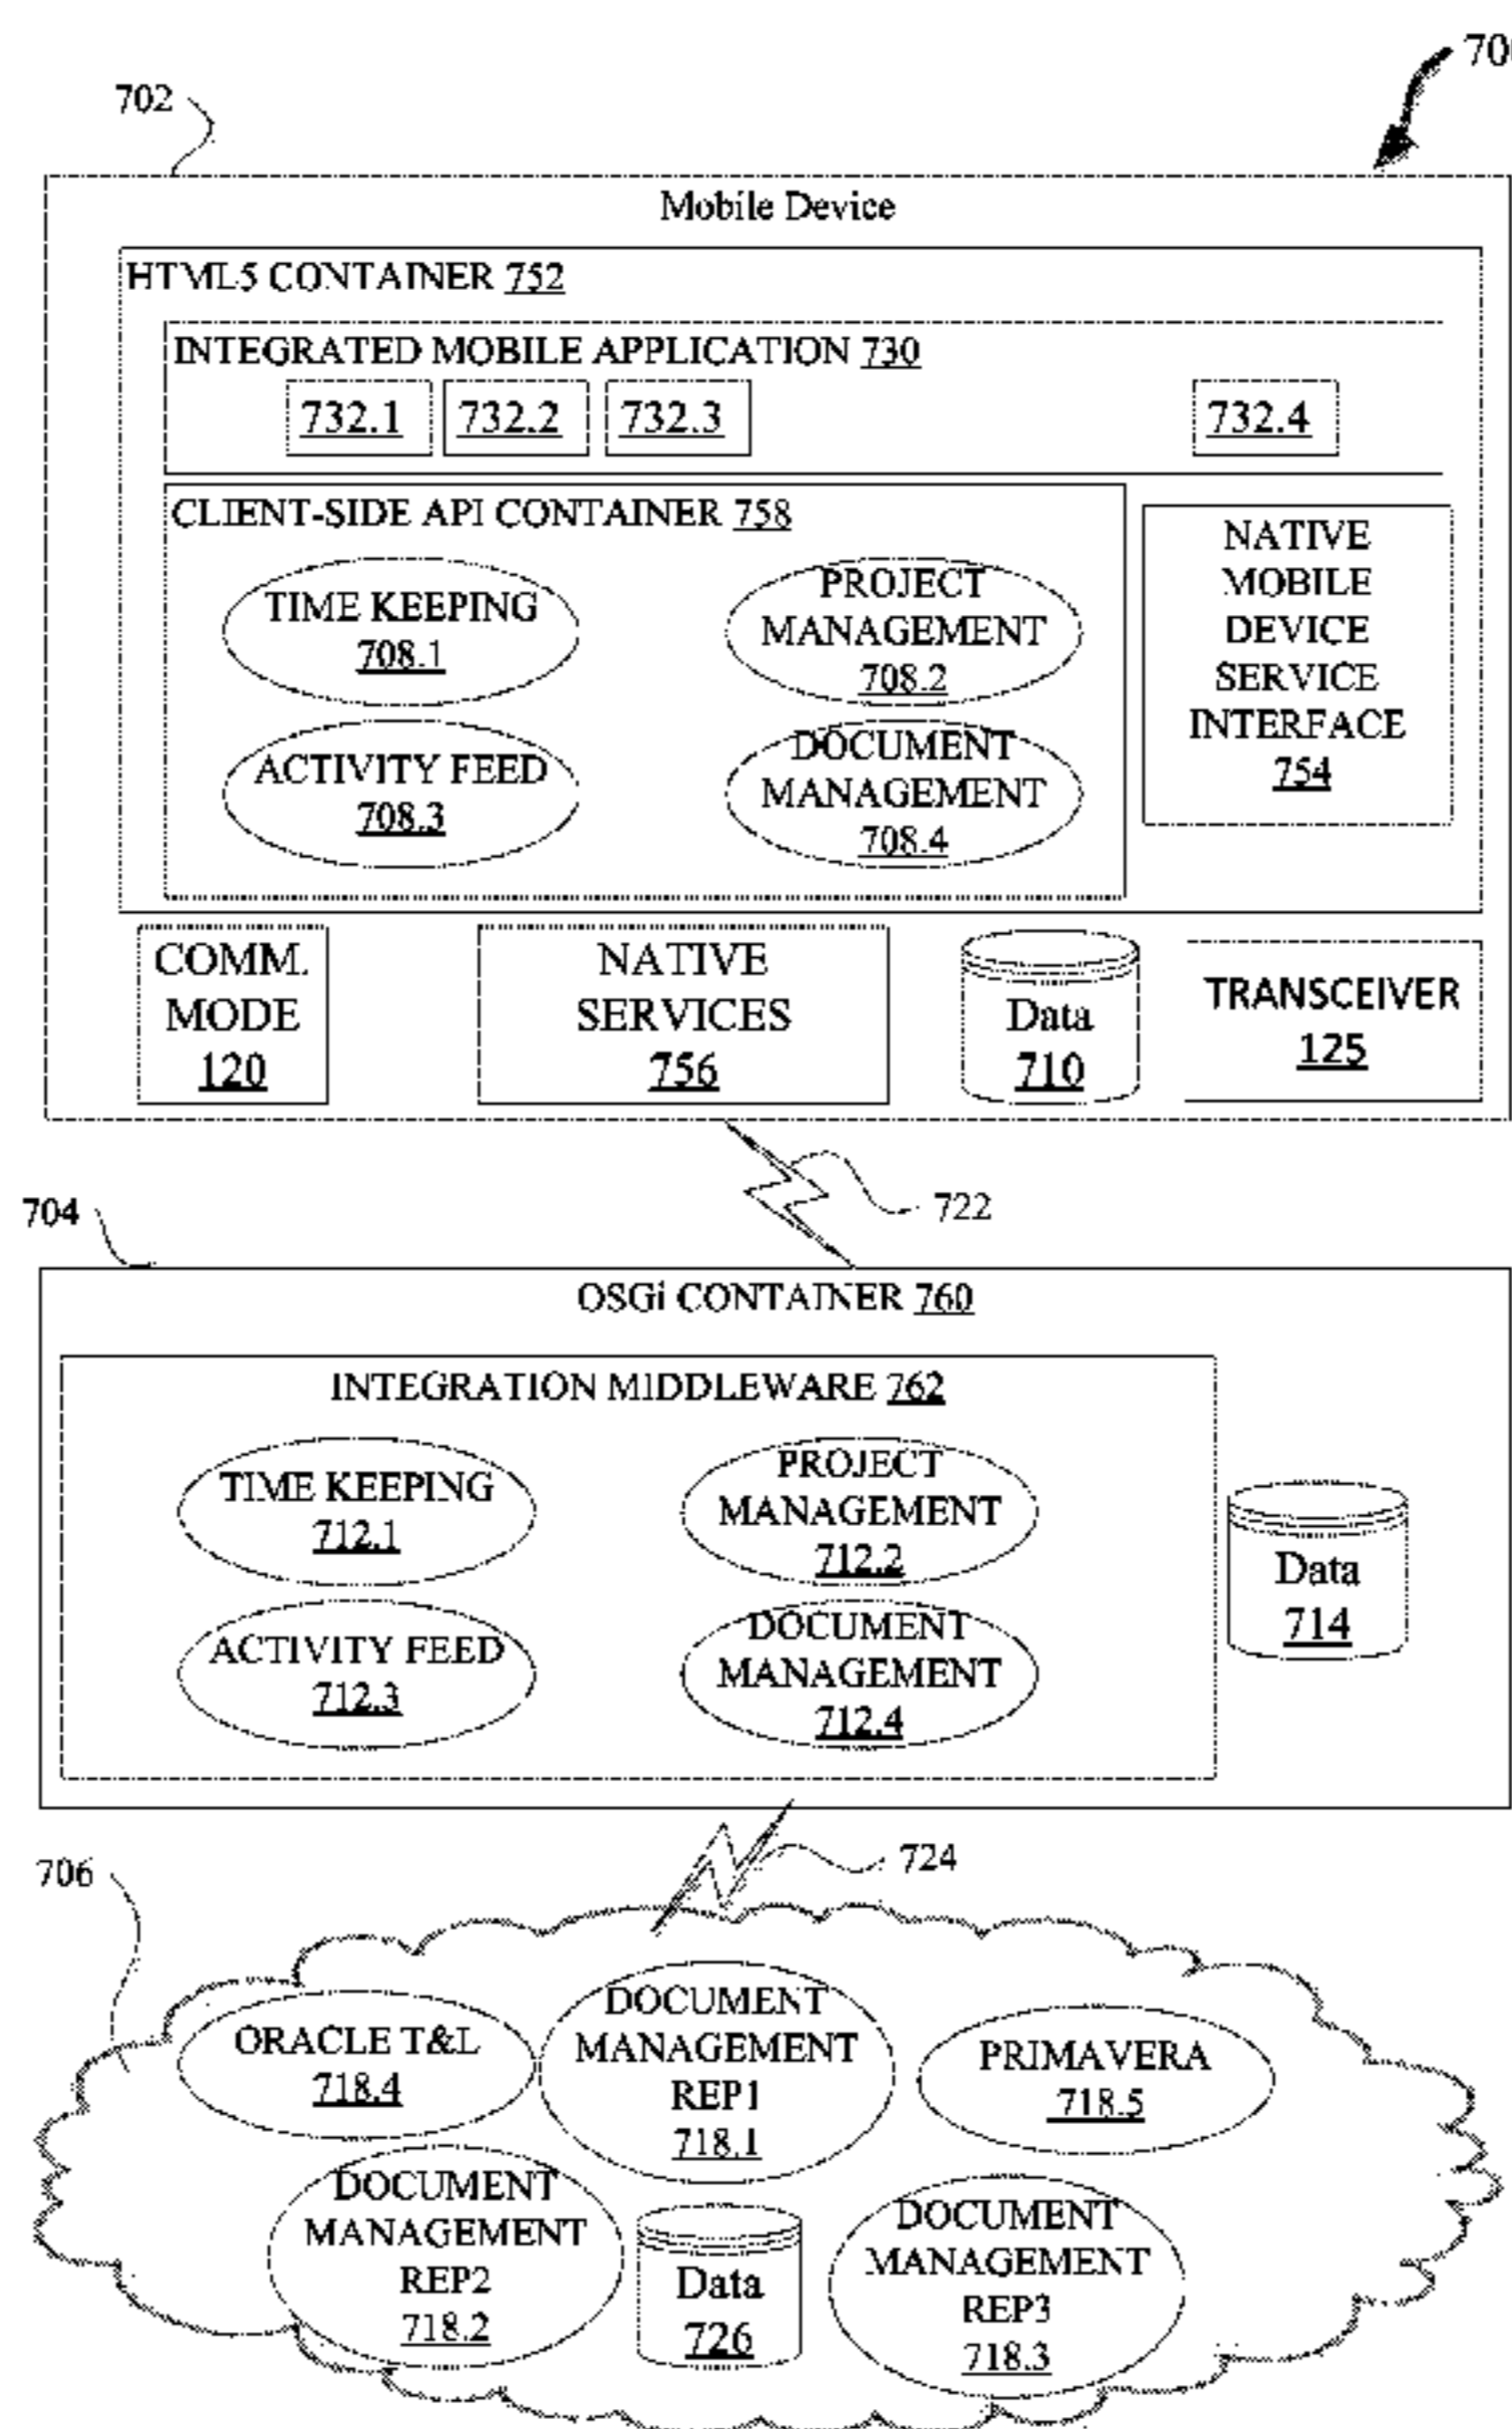 70
702
Mobile Device
HTML5 CONTAINER 752
INTEGRATED MOBILE APPLICATION 730
732.1 732.2 732.3 732.4
CLIENT-SIDE API CONTAINER 758
TIME KEEPING
708.1
PROJECT
MANAGEMENT
708.2
ACTIVITY FEED
708.3
DOCUMENT
MANAGEMENT
708.4
NATIVE
MOBILE
DEVICE
SERVICE
INTERFACE
754
COMM.
MODE
120
NATIVE
SERVICES
756
Data
710
TRANSCEIVER
125
722
704
OSGi CONTAINER 760
INTEGRATION MIDDLEWARE 762
TIME KEEPING
712.1
PROJECT
MANAGEMENT
712.2
ACTIVITY FEED
712.3
DOCUMENT
MANAGEMENT
712.4
Data
714
724
706
ORACLE T&L
718.4
DOCUMENT
MANAGEMENT
REP1
718.1
PRIMAVERA
718.5
DOCUMENT
MANAGEMENT
REP2
718.2
Data
726
DOCUMENT
MANAGEMENT
REP3
718.3